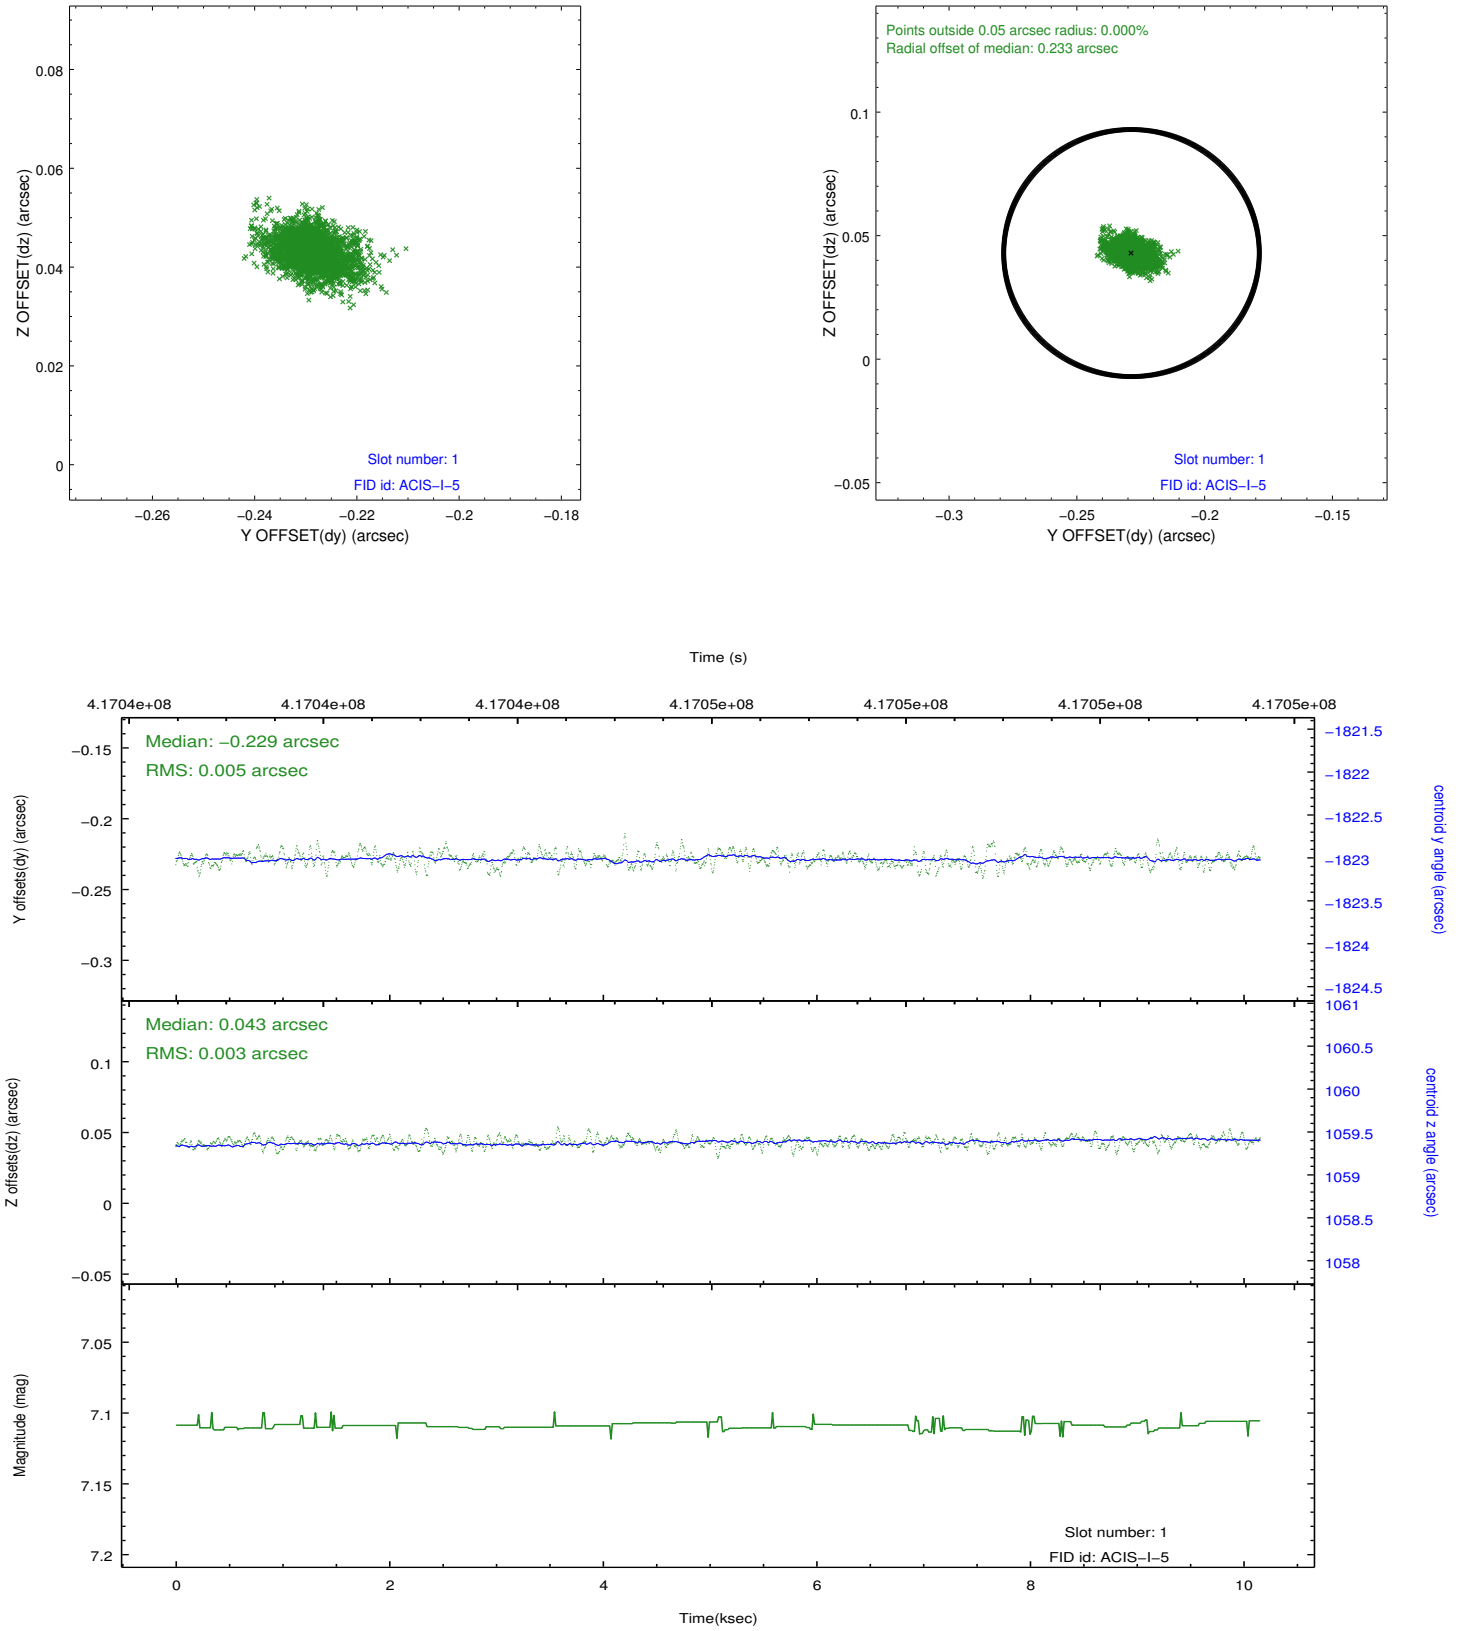 0.08
0.06
0.04
0.02
0
Z OFFSET(dz) (arcsec)
Slot number: 1
FID id: ACIS−I−5
−0.26
−0.24
−0.22
−0.2
−0.18
Y OFFSET(dy) (arcsec)
Points outside 0.05 arcsec radius: 0.000%
Radial offset of median: 0.233 arcsec
0.1
0.05
0
−0.05
Z OFFSET(dz) (arcsec)
Slot number: 1
FID id: ACIS−I−5
−0.3
−0.25
−0.2
−0.15
Y OFFSET(dy) (arcsec)
Time (s)
4.1704e+08
4.1704e+08
4.1704e+08
4.1705e+08
4.1705e+08
4.1705e+08
4.1705e+08
Median: −0.229 arcsec
RMS: 0.005 arcsec
−0.15
−0.2
−0.25
−0.3
Y offsets(dy) (arcsec)
−1821.5
−1822
−1822.5
−1823
−1823.5
−1824
−1824.5
centroid y angle (arcsec)
Median: 0.043 arcsec
RMS: 0.003 arcsec
0.1
0.05
0
−0.05
Z offsets(dz) (arcsec)
1061
1060.5
1060
1059.5
1059
1058.5
1058
centroid z angle (arcsec)
7.05
7.1
7.15
7.2
Magnitude (mag)
Slot number: 1
FID id: ACIS−I−5
0
2
4
6
8
10
Time(ksec)